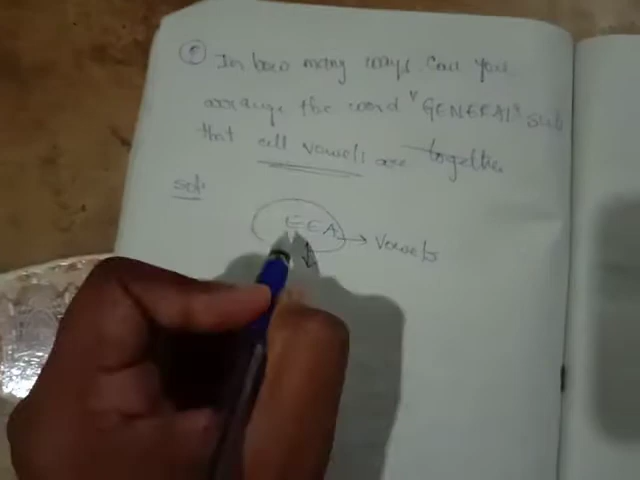 In how many ways can you
arrange the word "GENERAL" such
that all vowels are together
sol:
EEA → Vowels